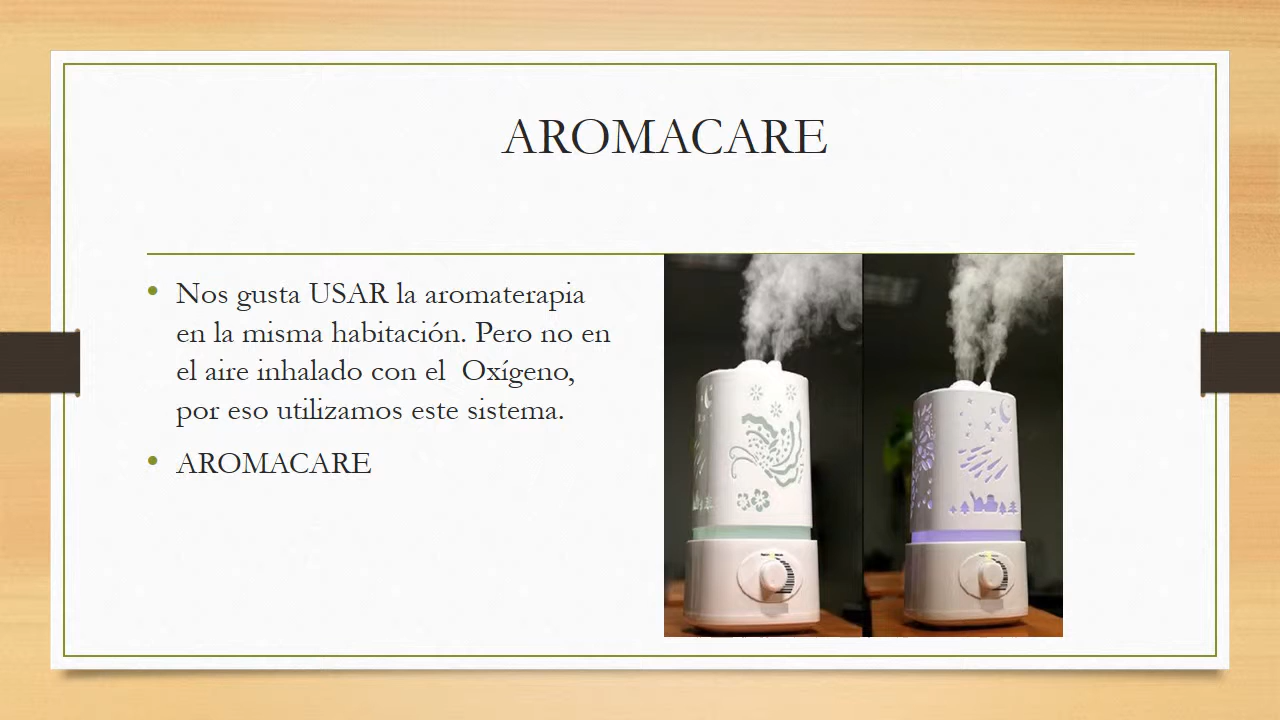 AROMACARE
Nos gusta USAR la aromaterapia
en la misma habitación. Pero no en
el aire inhalado con el  Oxígeno,
por eso utilizamos este sistema.
AROMACARE